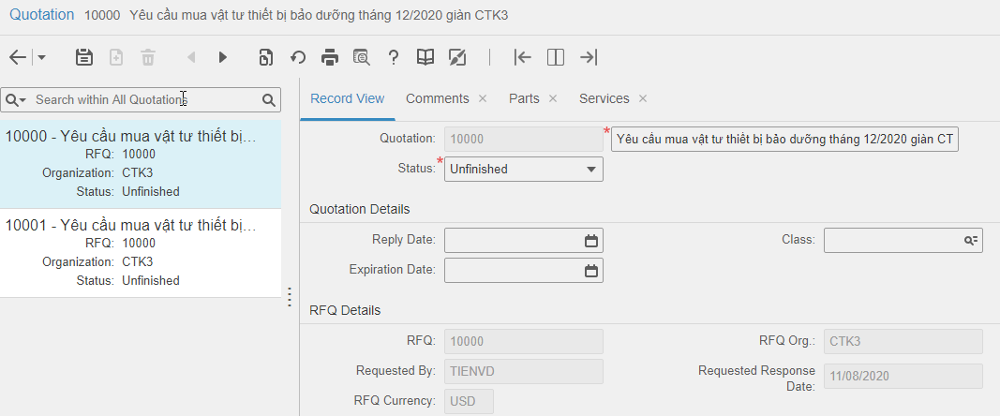 Quotation 10000 Yêu cầu mua vật tư thiết bị bảo dưỡng tháng 12/2020 giàn CTK3
Search within All Quotations
10000 - Yêu cầu mua vật tư thiết bị...
RFQ: 10000
Organization: CTK3
Status: Unfinished
10001 - Yêu cầu mua vật tư thiết bị...
RFQ: 10000
Organization: CTK3
Status: Unfinished
Record View Comments × Parts × Services ×
Quotation: 10000 * Yêu cầu mua vật tư thiết bị bảo dưỡng tháng 12/2020 giàn CT
Status: * Unfinished
Quotation Details
Reply Date: Class:
Expiration Date:
RFQ Details
RFQ: 10000 RFQ Org.: CTK3
Requested By: TIENVD Requested Response Date: 11/08/2020
RFQ Currency: USD